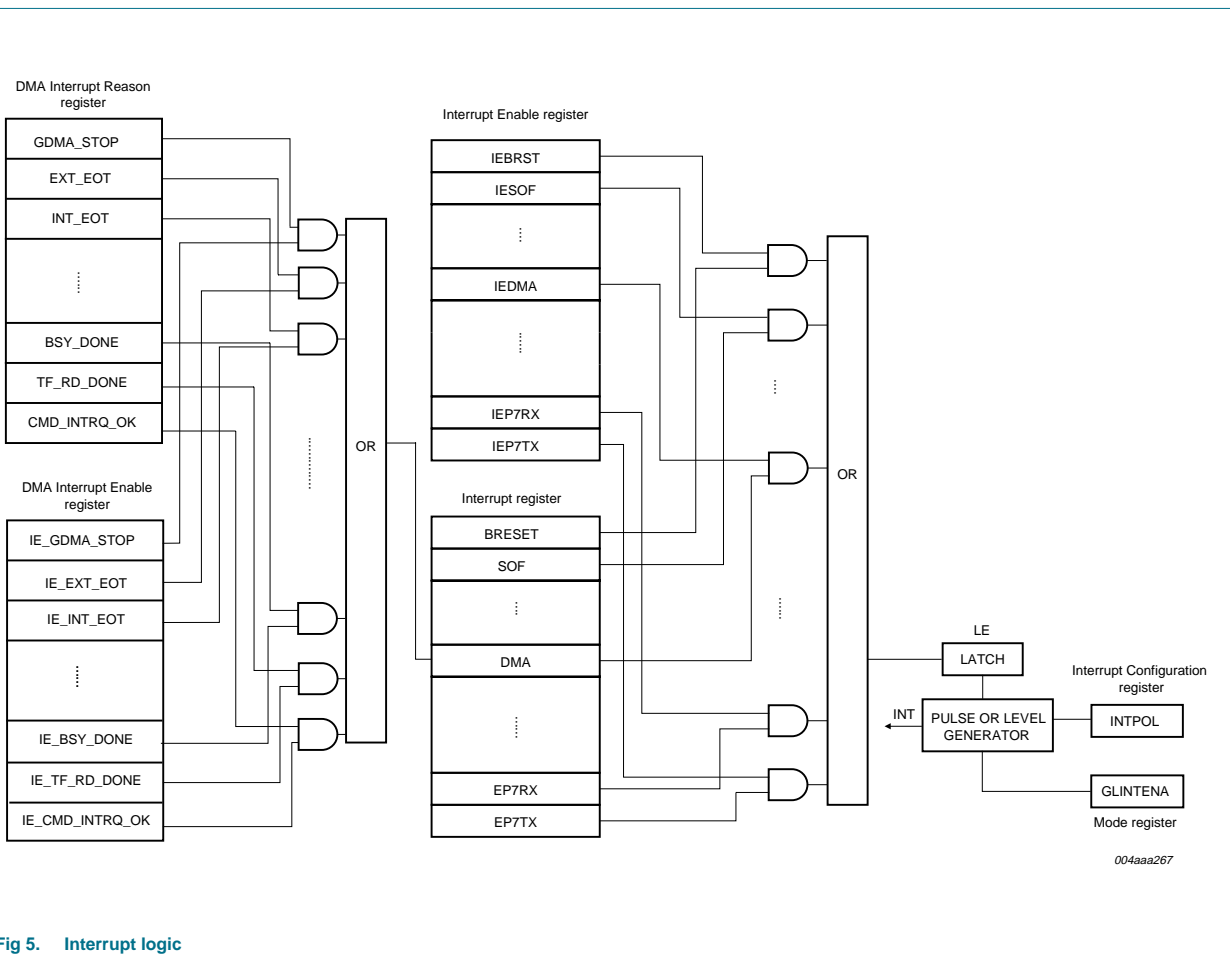 DMA Interrupt Reason
register
GDMA_STOP
EXT_EOT
INT_EOT
BSY_DONE
TF_RD_DONE
CMD_INTRQ_OK
DMA Interrupt Enable
register
IE_GDMA_STOP
IE_EXT_EOT
IE_INT_EOT
IE_BSY_DONE
IE_TF_RD_DONE
IE_CMD_INTRQ_OK
OR
Interrupt Enable register
IEBRST
IESOF
IEDMA
IEP7RX
IEP7TX
Interrupt register
BRESET
SOF
DMA
EP7RX
EP7TX
OR
LE
LATCH
INT
PULSE OR LEVEL
GENERATOR
Interrupt Configuration
register
INTPOL
GLINTENA
Mode register
004aaa267
Fig 5. Interrupt logic